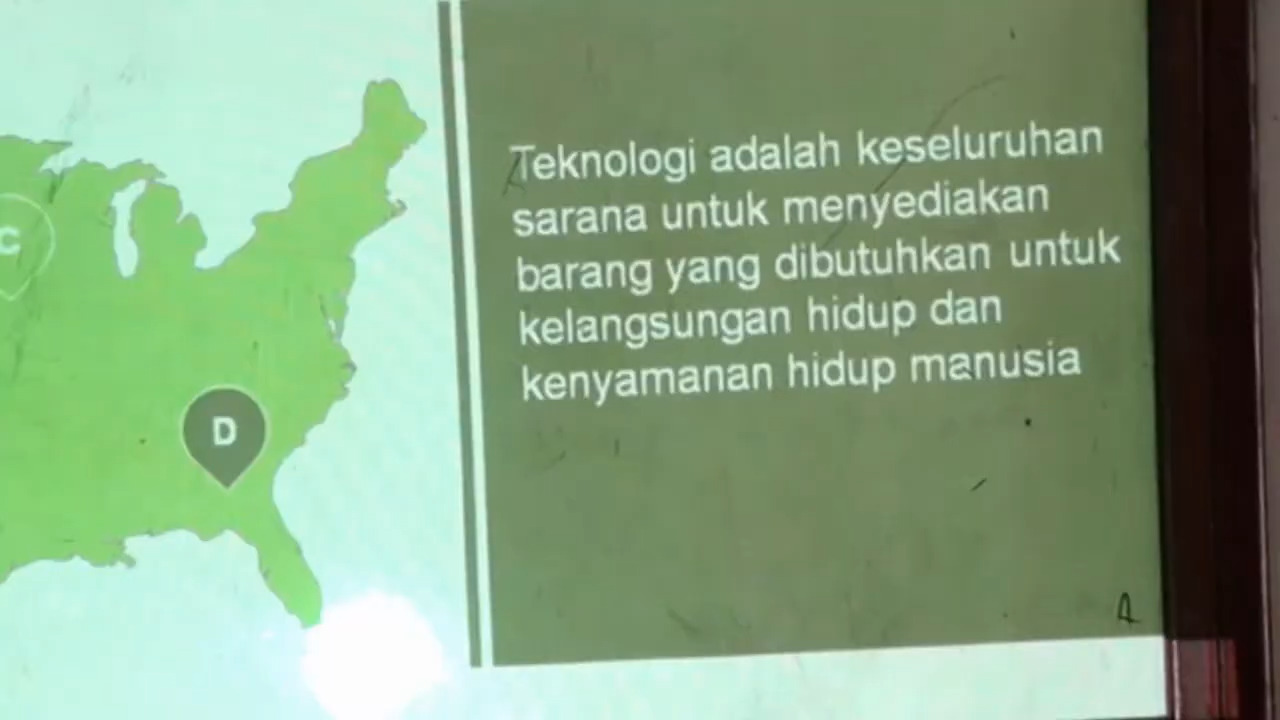 C
D
Teknologi adalah keseluruhan
sarana untuk menyediakan
barang yang dibutuhkan untuk
kelangsungan hidup dan
kenyamanan hidup manusia